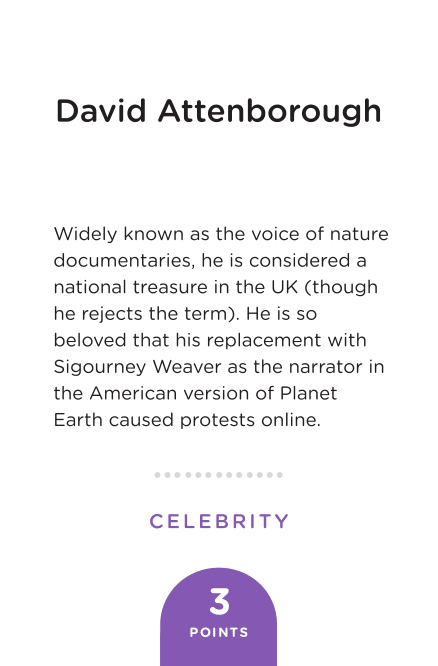 David Attenborough
Widely known as the voice of nature
documentaries, he is considered a
national treasure in the UK (though
he rejects the term). He is so
beloved that his replacement with
Sigourney Weaver as the narrator in
the American version of Planet
Earth caused protests online.
CELEBRITY
3
POINTS